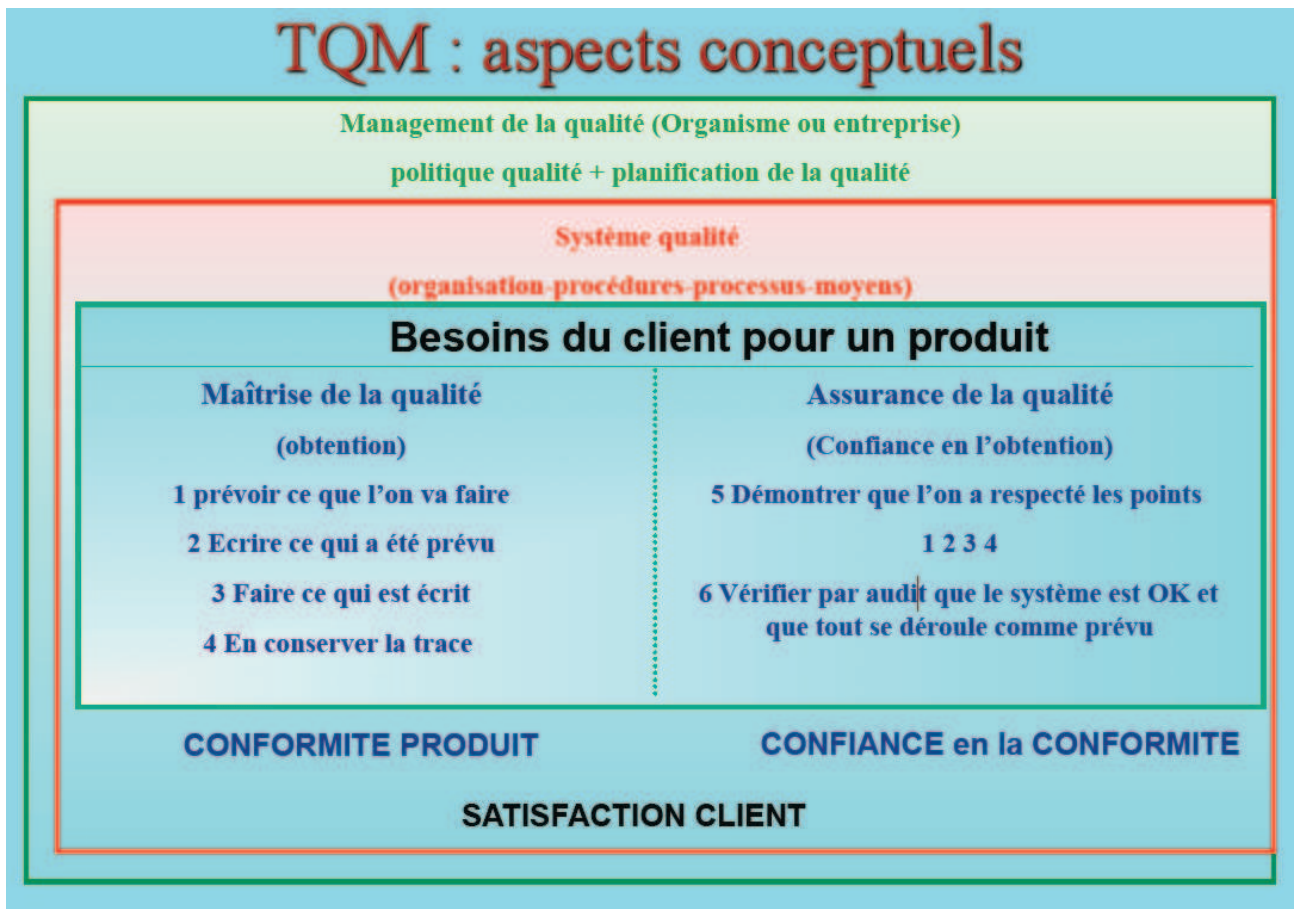 TQM : aspects conceptuels
Management de la qualité (Organisme ou entreprise)
politique qualité + planification de la qualité
Système qualité
(organisation-procédures-processus-moyens)
Besoins du client pour un produit
Maîtrise de la qualité
(obtention)
1 prévoir ce que l'on va faire
2 Ecrire ce qui a été prévu
3 Faire ce qui est écrit
4 En conserver la trace
Assurance de la qualité
(Confiance en l'obtention)
5 Démontrer que l'on a respecté les points
1 2 3 4
6 Vérifier par audit que le système est OK et
que tout se déroule comme prévu
CONFORMITE PRODUIT
CONFIANCE en la CONFORMITE
SATISFACTION CLIENT